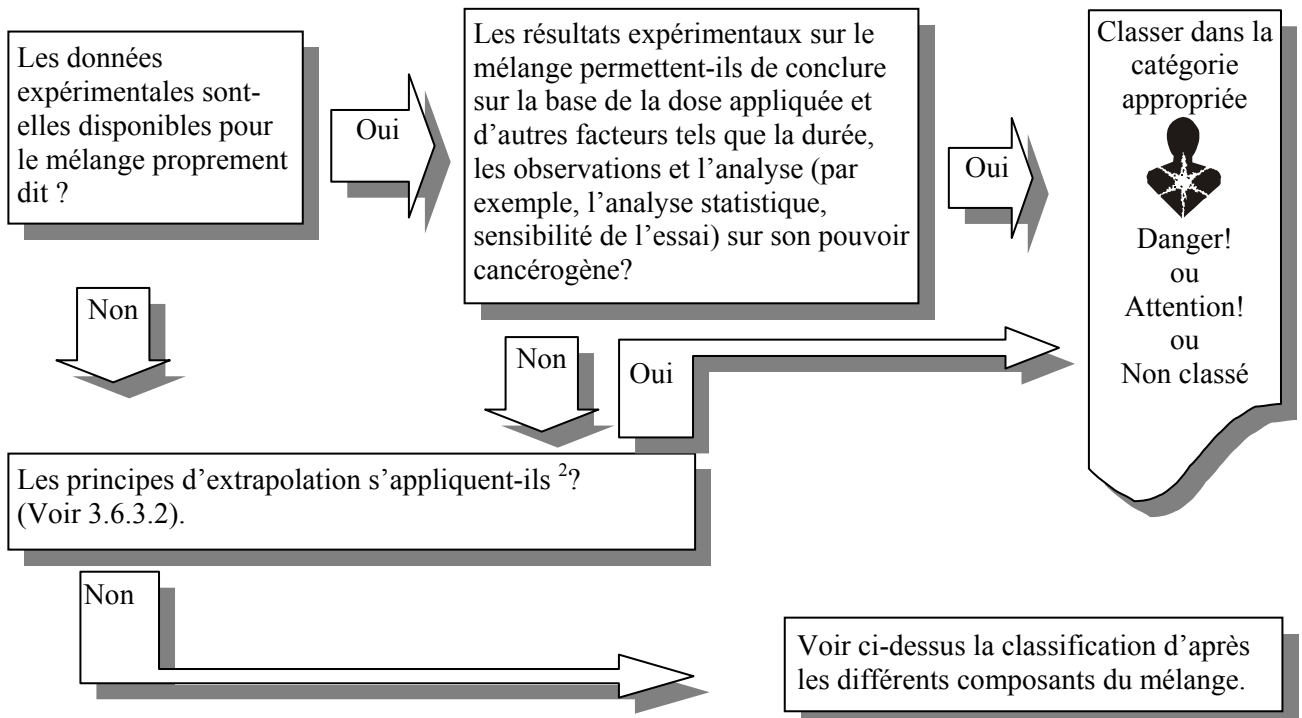 Les données
expérimentales sont-
elles disponibles pour
le mélange proprement
dit ?
Oui
Les résultats expérimentaux sur le
mélange permettent-ils de conclure
sur la base de la dose appliquée et
d’autres facteurs tels que la durée,
les observations et l’analyse (par
exemple, l’analyse statistique,
sensibilité de l’essai) sur son pouvoir
cancérogène?
Oui
Classer dans la
catégorie
appropriée
Danger!
ou
Attention!
ou
Non classé
Non
Non
Oui
Les principes d’extrapolation s’appliquent-ils ²?
(Voir 3.6.3.2).
Non
Voir ci-dessus la classification d’après
les différents composants du mélange.